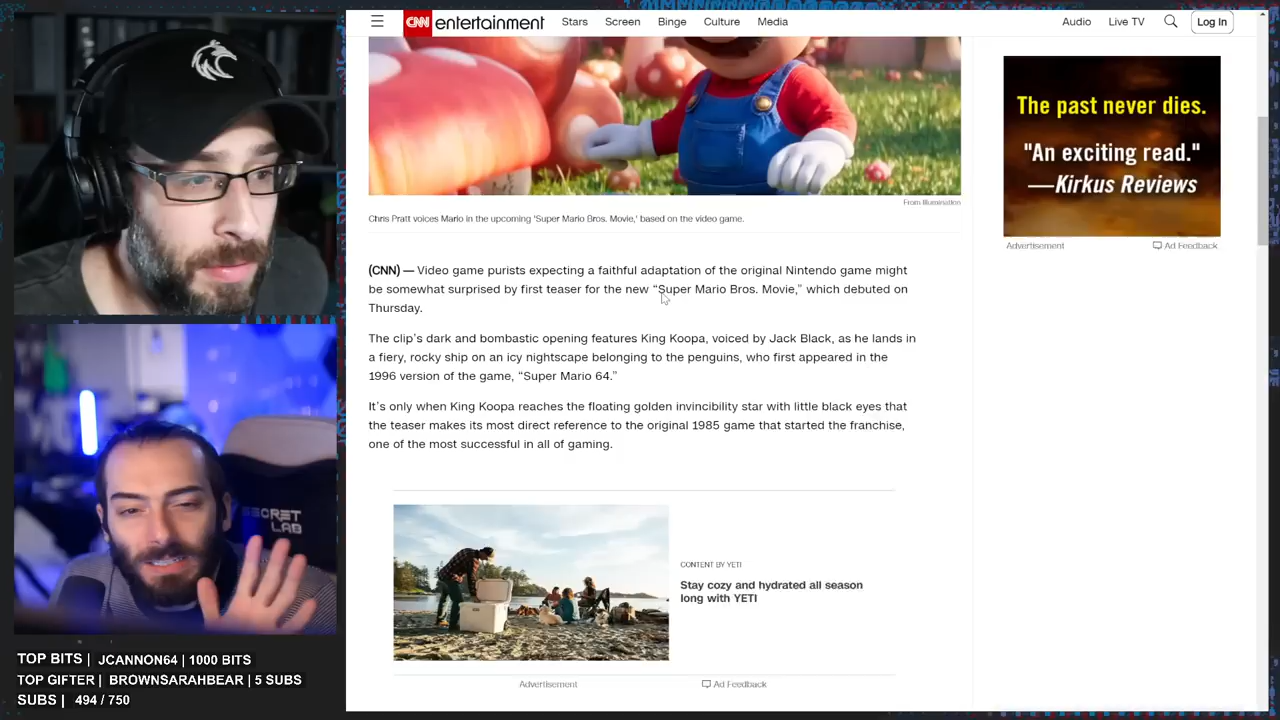 CNN entertainment Stars Screen Binge Culture Media Audio Live TV Log In
From Illumination
Chris Pratt voices Mario in the upcoming 'Super Mario Bros. Movie,' based on the video game.
(CNN) — Video game purists expecting a faithful adaptation of the original Nintendo game might
be somewhat surprised by first teaser for the new “Super Mario Bros. Movie,” which debuted on
Thursday.
The clip’s dark and bombastic opening features King Koopa, voiced by Jack Black, as he lands in
a fiery, rocky ship on an icy nightscape belonging to the penguins, who first appeared in the
1996 version of the game, “Super Mario 64.”
It’s only when King Koopa reaches the floating golden invincibility star with little black eyes that
the teaser makes its most direct reference to the original 1985 game that started the franchise,
one of the most successful in all of gaming.
CONTENT BY YETI
Stay cozy and hydrated all season
long with YETI
Advertisement Ad Feedback
The past never dies.
"An exciting read."
—Kirkus Reviews
Advertisement Ad Feedback
SECRET
LAB
TOP BITS | JCANNON64 | 1000 BITS
TOP GIFTER | BROWNSARAHBEAR | 5 SUBS
SUBS | 494 / 750